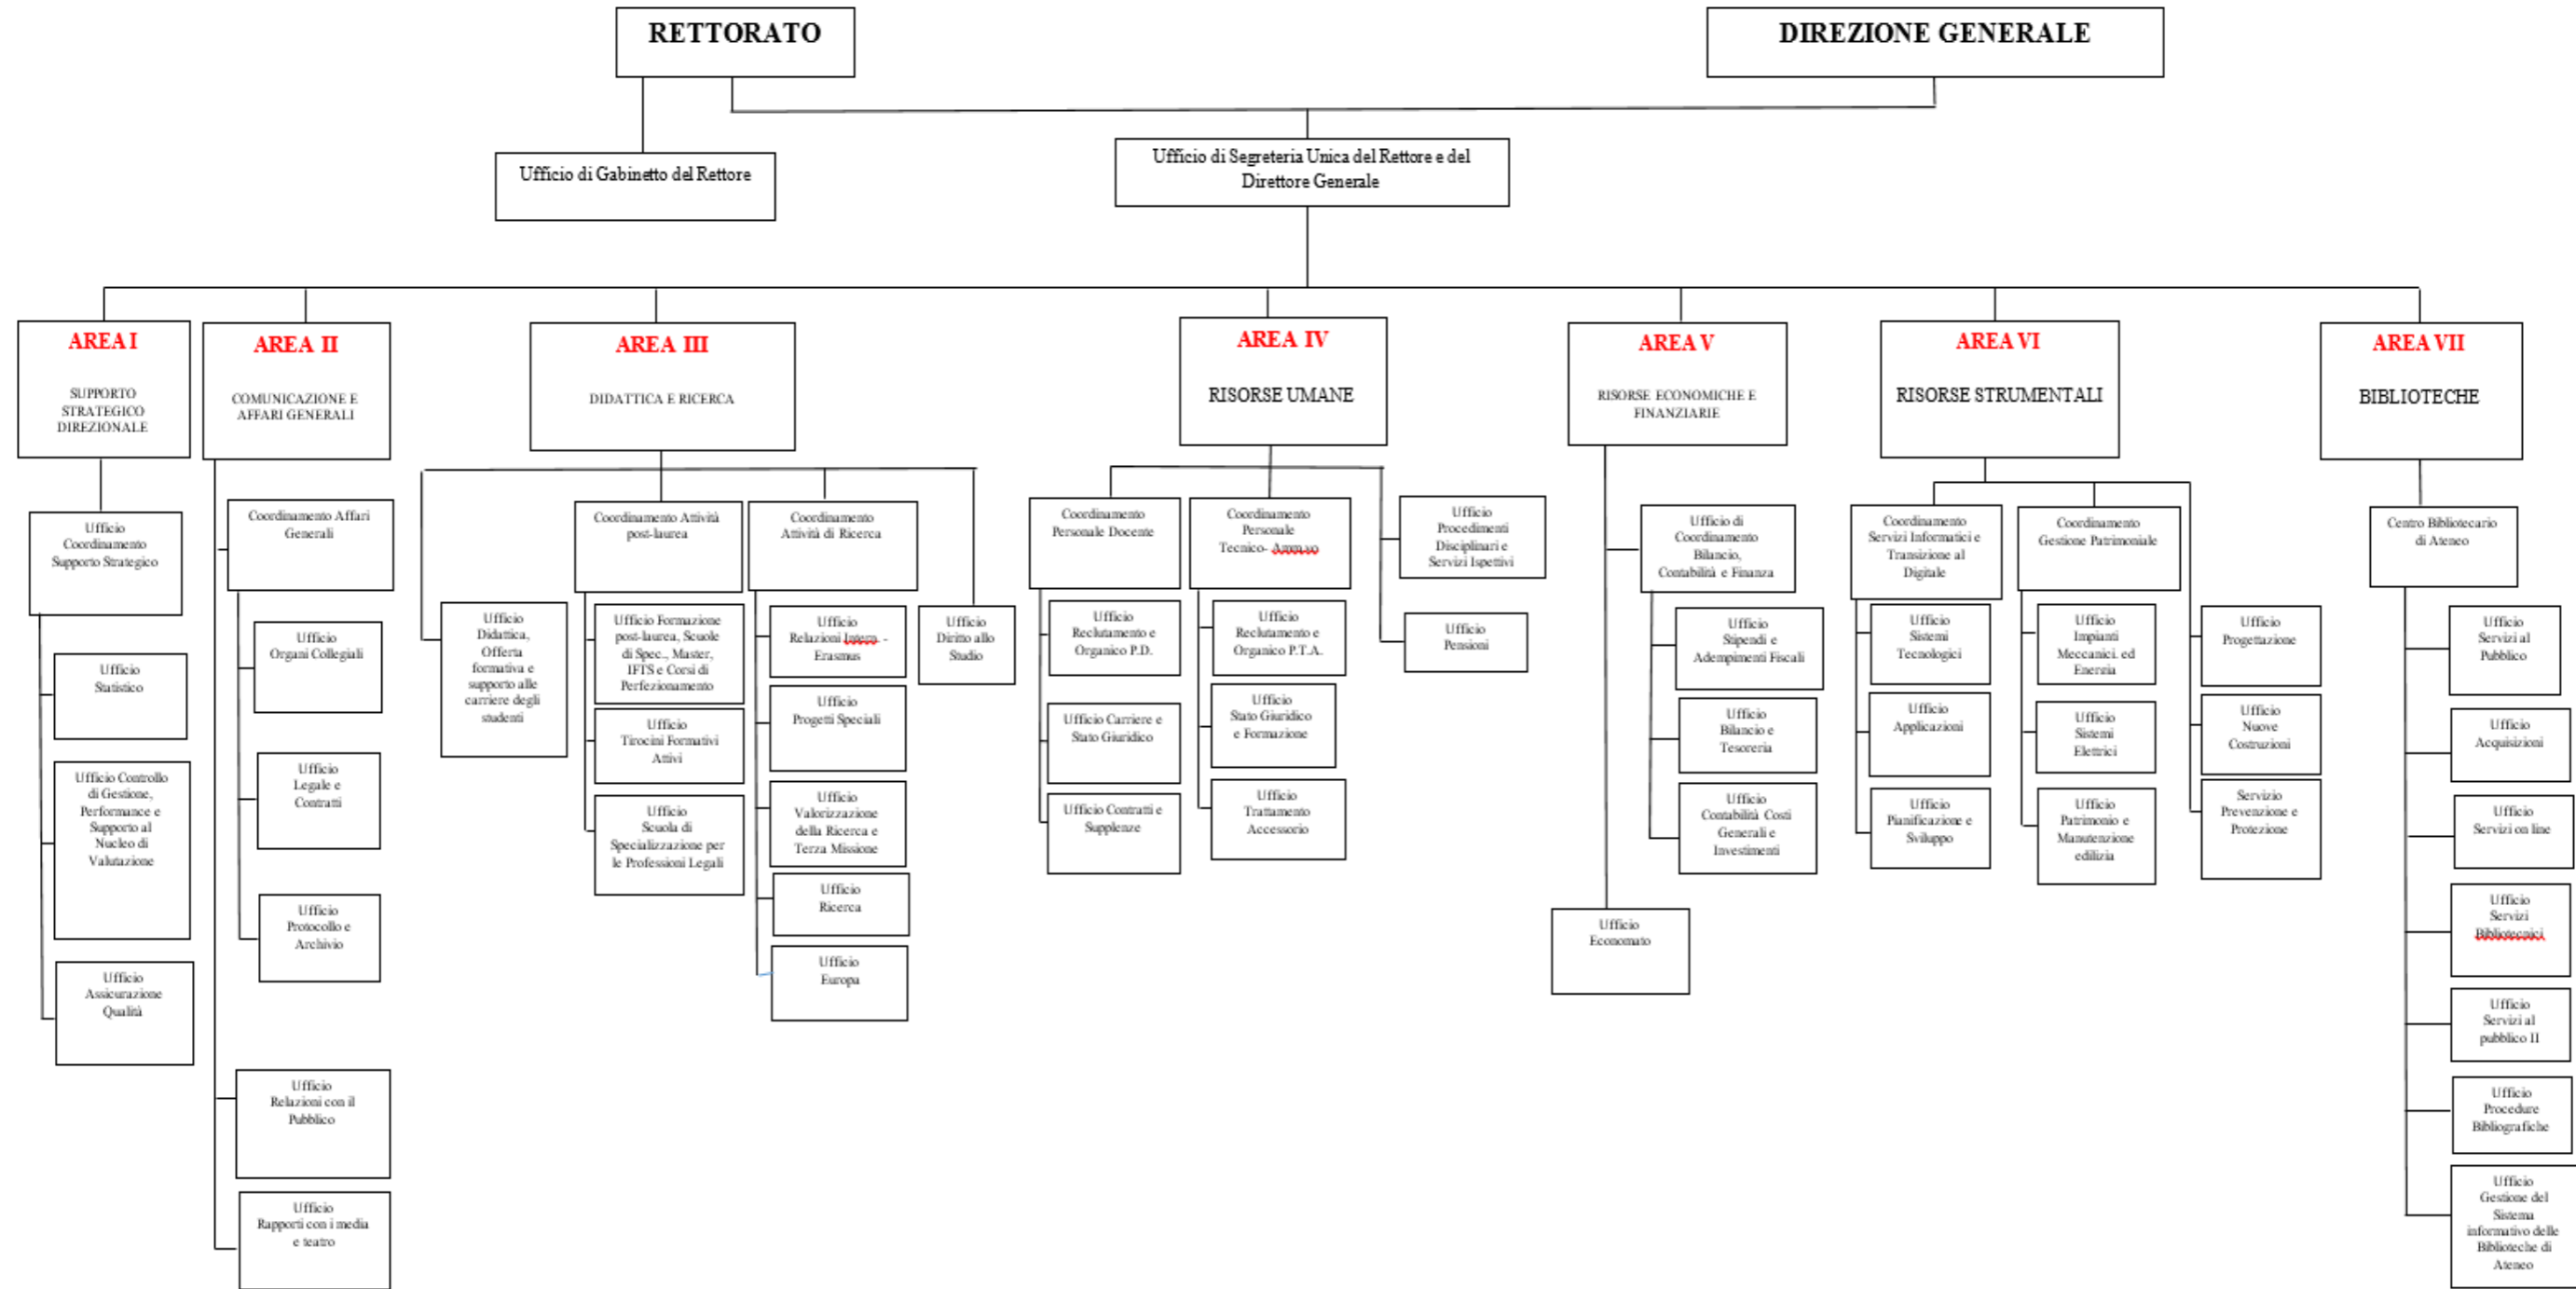 RETTORATO
DIREZIONE GENERALE
Ufficio di Gabinetto del Rettore
Ufficio di Segreteria Unica del Rettore e del
Direttore Generale
AREA I
SUPPORTO
STRATEGICO
DIREZIONALE
AREA II
COMUNICAZIONE E
AFFARI GENERALI
AREA III
DIDATTICA E RICERCA
AREA IV
RISORSE UMANE
AREA V
RISORSE ECONOMICHE E
FINANZIARIE
AREA VI
RISORSE STRUMENTALI
AREA VII
BIBLIOTECHE
Ufficio
Coordinamento
Supporto Strategico
Ufficio
Statistico
Ufficio Controllo
di Gestione,
Performance e
Supporto al
Nucleo di
Valutazione
Ufficio
Assicurazione
Qualità
Coordinamento Affari
Generali
Ufficio
Organi Collegiali
Ufficio
Legale e
Contratti
Ufficio
Protocollo e
Archivio
Ufficio
Relazioni con il
Pubblico
Ufficio
Rapporti con i media
e teatro
Ufficio
Didattica,
Offerta
formativa e
supporto alle
carriere degli
studenti
Coordinamento Attività
post-laurea
Ufficio Formazione
post-laurea, Scuole
di Spec., Master,
IFTS e Corsi di
Perfezionamento
Ufficio
Tirocini Formativi
Attivi
Ufficio
Scuola di
Specializzazione per
le Professioni Legali
Coordinamento
Attività di Ricerca
Ufficio
Relazioni Intern. -
Erasmus
Ufficio
Progetti Speciali
Ufficio
Valorizzazione
della Ricerca e
Terza Missione
Ufficio
Ricerca
Ufficio
Europa
Ufficio
Diritto allo
Studio
Coordinamento
Personale Docente
Ufficio
Reclutamento e
Organico P.D.
Ufficio Carriere e
Stato Giuridico
Ufficio Contratti e
Supplenze
Coordinamento
Personale
Tecnico- Amm.vo
Ufficio
Reclutamento e
Organico P.T.A.
Ufficio
Stato Giuridico
e Formazione
Ufficio
Trattamento
Accessorio
Ufficio
Procedimenti
Disciplinari e
Servizi Ispettivi
Ufficio
Pensioni
Ufficio di
Coordinamento
Bilancio,
Contabilità e Finanza
Ufficio
Stipendi e
Adempimenti Fiscali
Ufficio
Bilancio e
Tesoreria
Ufficio
Contabilità Costi
Generali e
Investimenti
Ufficio
Economato
Coordinamento
Servizi Informatici e
Transizione al
Digitale
Ufficio
Sistemi
Tecnologici
Ufficio
Applicazioni
Ufficio
Pianificazione e
Sviluppo
Coordinamento
Gestione Patrimoniale
Ufficio
Impianti
Meccanici. ed
Energia
Ufficio
Sistemi
Elettrici
Ufficio
Patrimonio e
Manutenzione
edilizia
Ufficio
Progettazione
Ufficio
Nuove
Costruzioni
Servizio
Prevenzione e
Protezione
Centro Bibliotecario
di Ateneo
Ufficio
Servizi al
Pubblico
Ufficio
Acquisizioni
Ufficio
Servizi on line
Ufficio
Servizi
Bibliotecnici
Ufficio
Servizi al
pubblico II
Ufficio
Procedure
Bibliografiche
Ufficio
Gestione del
Sistema
informativo delle
Biblioteche di
Ateneo